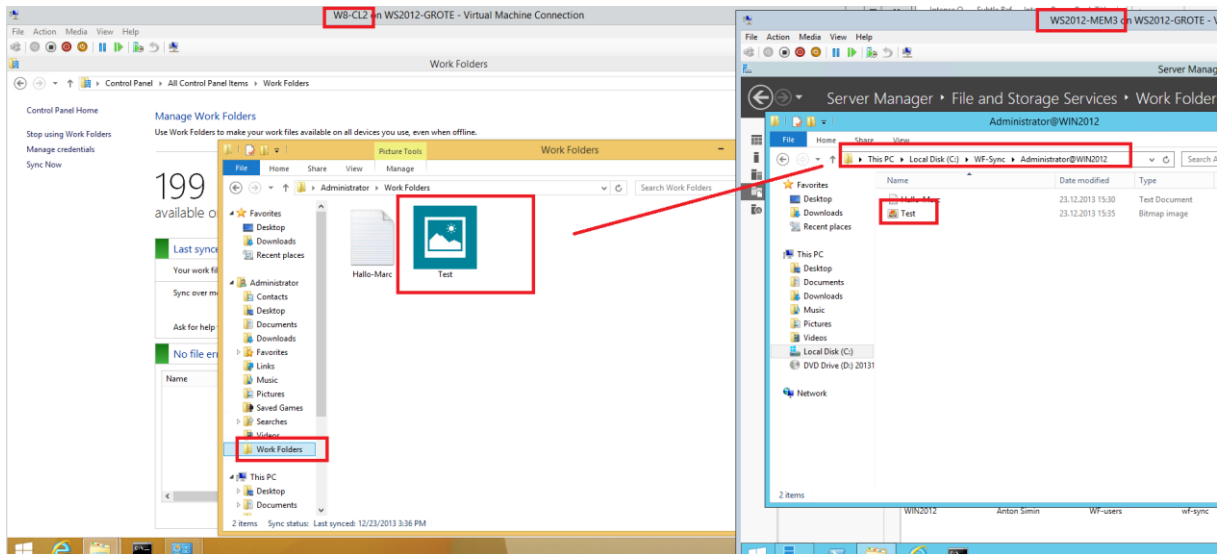 W8-CL2 on WS2012-GROTE - Virtual Machine Connection
File Action Media View Help
Work Folders
Control Panel ▸ All Control Panel Items ▸ Work Folders
Control Panel Home
Stop using Work Folders
Manage credentials
Sync Now
Manage Work Folders
Use Work Folders to make your work files available on all devices you use, even when offline.
199
available o
Last synce
Your work fil
Sync over m
Ask for help
No file er
Name
Picture Tools
Work Folders
File Home Share View Manage
Administrator ▸ Work Folders
Search Work Folders
Favorites
Desktop
Downloads
Recent places
Administrator
Contacts
Desktop
Documents
Downloads
Favorites
Links
Music
Pictures
Saved Games
Searches
Videos
Work Folders
This PC
Desktop
Documents
Hallo-Marc
Test
2 items Sync status: Last synced: 12/23/2013 3:36 PM
WS2012-MEM3 on WS2012-GROTE - V
File Action Media View Help
Server Manag
Server Manager ▸ File and Storage Services ▸ Work Folder
Administrator@WIN2012
File Home Share View
This PC ▸ Local Disk (C:) ▸ WF-Sync ▸ Administrator@WIN2012
Search A
Favorites
Desktop
Downloads
Recent places
This PC
Desktop
Documents
Downloads
Music
Pictures
Videos
Local Disk (C:)
DVD Drive (D:) 20131
Network
Name Date modified Type
Hallo-Marc 23.12.2013 15:30 Text Document
Test 23.12.2013 15:35 Bitmap image
2 items
WIN2012 Anton Simin WF-users wf-sync